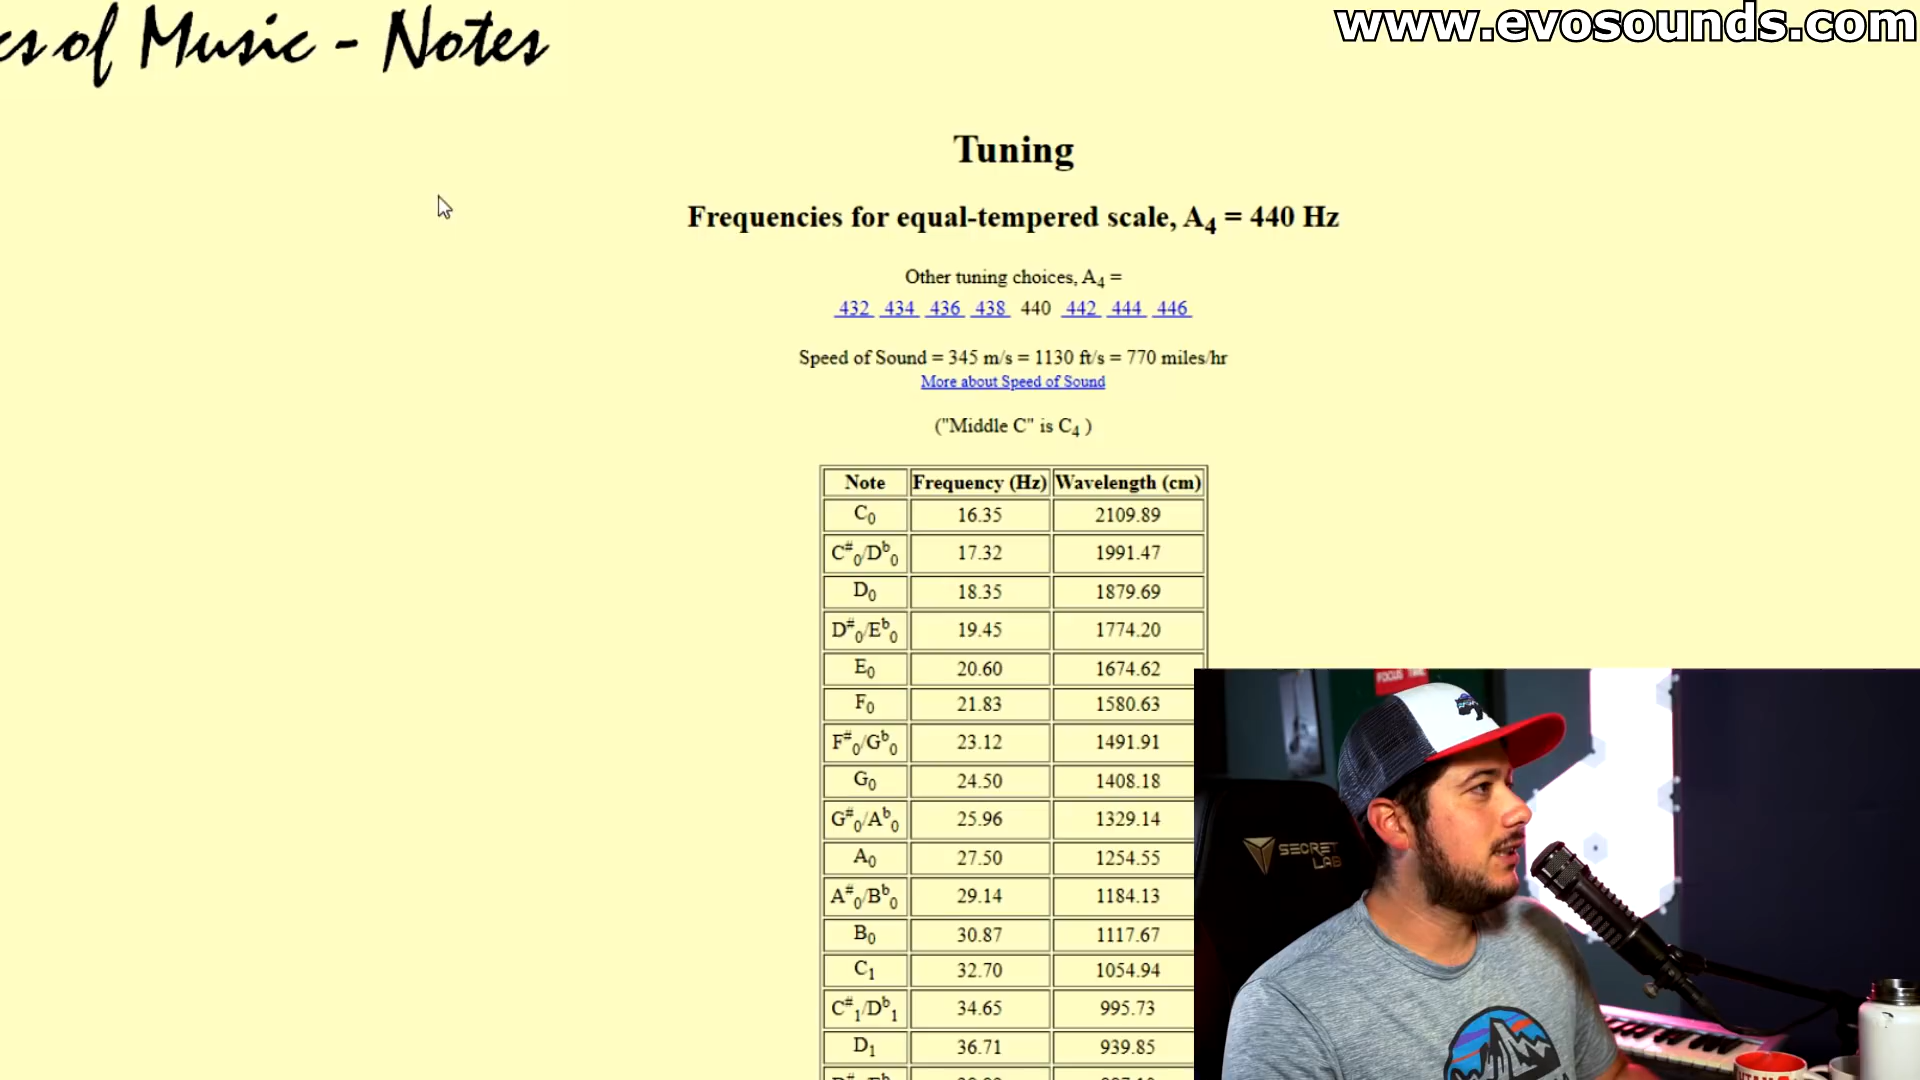 cs of Music - Notes
www.evosounds.com
Tuning
Frequencies for equal-tempered scale, A4 = 440 Hz
Other tuning choices, A4 =
432 434 436 438 440 442 444 446
Speed of Sound = 345 m/s = 1130 ft/s = 770 miles/hr
More about Speed of Sound
("Middle C" is C4 )
Note Frequency (Hz) Wavelength (cm)
C0 16.35 2109.89
C#0/Db0 17.32 1991.47
D0 18.35 1879.69
D#0/Eb0 19.45 1774.20
E0 20.60 1674.62
F0 21.83 1580.63
F#0/Gb0 23.12 1491.91
G0 24.50 1408.18
G#0/Ab0 25.96 1329.14
A0 27.50 1254.55
A#0/Bb0 29.14 1184.13
B0 30.87 1117.67
C1 32.70 1054.94
C#1/Db1 34.65 995.73
D1 36.71 939.85
FOCUS
SECRET
LAB